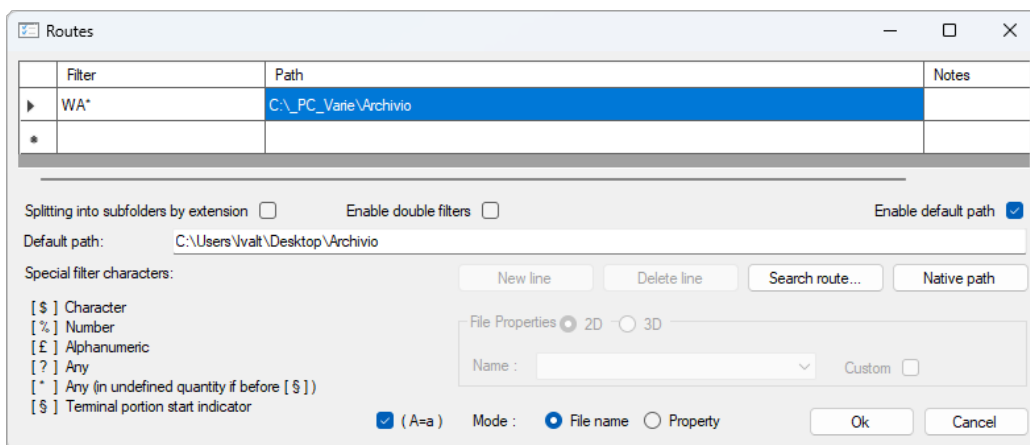 Routes
Filter Path Notes
WA* C:\_PC_Varie\Archivio
Splitting into subfolders by extension Enable double filters Enable default path
Default path: C:\Users\lvalt\Desktop\Archivio
Special filter characters: New line Delete line Search route... Native path
[ $ ] Character
[ % ] Number
[ £ ] Alphanumeric
[ ? ] Any
[ * ] Any (in undefined quantity if before [ § ] )
[ § ] Terminal portion start indicator
File Properties 2D 3D
Name : Custom
( A=a ) Mode : File name Property Ok Cancel